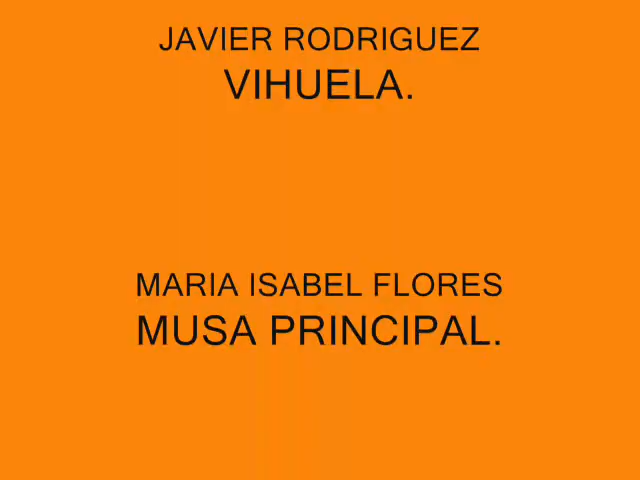 JAVIER RODRIGUEZ
VIHUELA.
MARIA ISABEL FLORES
MUSA PRINCIPAL.